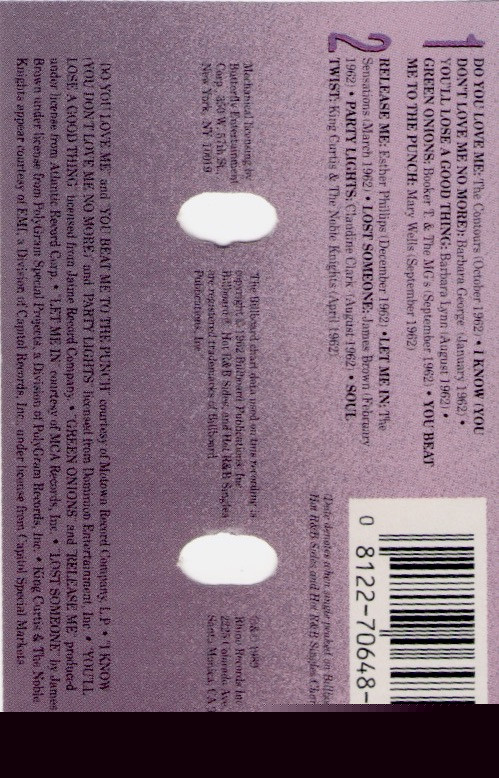 1
DO YOU LOVE ME: The Contours (October 1962) • I KNOW (YOU
DON'T LOVE ME NO MORE): Barbara George (January 1962) •
YOU'LL LOSE A GOOD THING: Barbara Lynn (August 1962) •
GREEN ONIONS: Booker T. & The MG's (September 1962) • YOU BEAT
ME TO THE PUNCH: Mary Wells (September 1962)
2
RELEASE ME: Esther Phillips (December 1962) • LET ME IN: The
Sensations (March 1962) • LOST SOMEONE: James Brown (February
1962) • PARTY LIGHTS: Claudine Clark (August 1962) • SOUL
TWIST: King Curtis & The Noble Knights (April 1962)
Date denotes when single peaked on Billboa
Hot R&B Sides and Hot R&B Singles Char
0 8122-70648-
Mechanical licensing by
Butterfly Entertainment
Corp. 350 W. 57th St.,
New York, NY 10019
The Billboard chart data used on this recording is
copyright © 1962 Billboard Publications, Inc.
Billboard®, Hot R&B Sides, and Hot R&B Singles
are registered trademarks of Billboard
Publications, Inc.
1989
Rhino Records Inc
2225 Colorado Ave
Santa Monica, CA 9
"DO YOU LOVE ME" and "YOU BEAT ME TO THE PUNCH" courtesy of Motown Record Company, L.P. • "I KNOW
(YOU DON'T LOVE ME NO MORE)" and "PARTY LIGHTS" licensed from Dominion Entertainment, Inc. • "YOU'LL
LOSE A GOOD THING" licensed from Jamie Record Company. • "GREEN ONIONS" and "RELEASE ME" produced
under license from Atlantic Record Corp. • "LET ME IN" courtesy of MCA Records, Inc. • "LOST SOMEONE" by James
Brown under license from PolyGram Special Projects, a Division of PolyGram Records, Inc. • King Curtis & The Noble
Knights appear courtesy of EMI, a Division of Capitol Records, Inc., under license from Capitol Special Markets